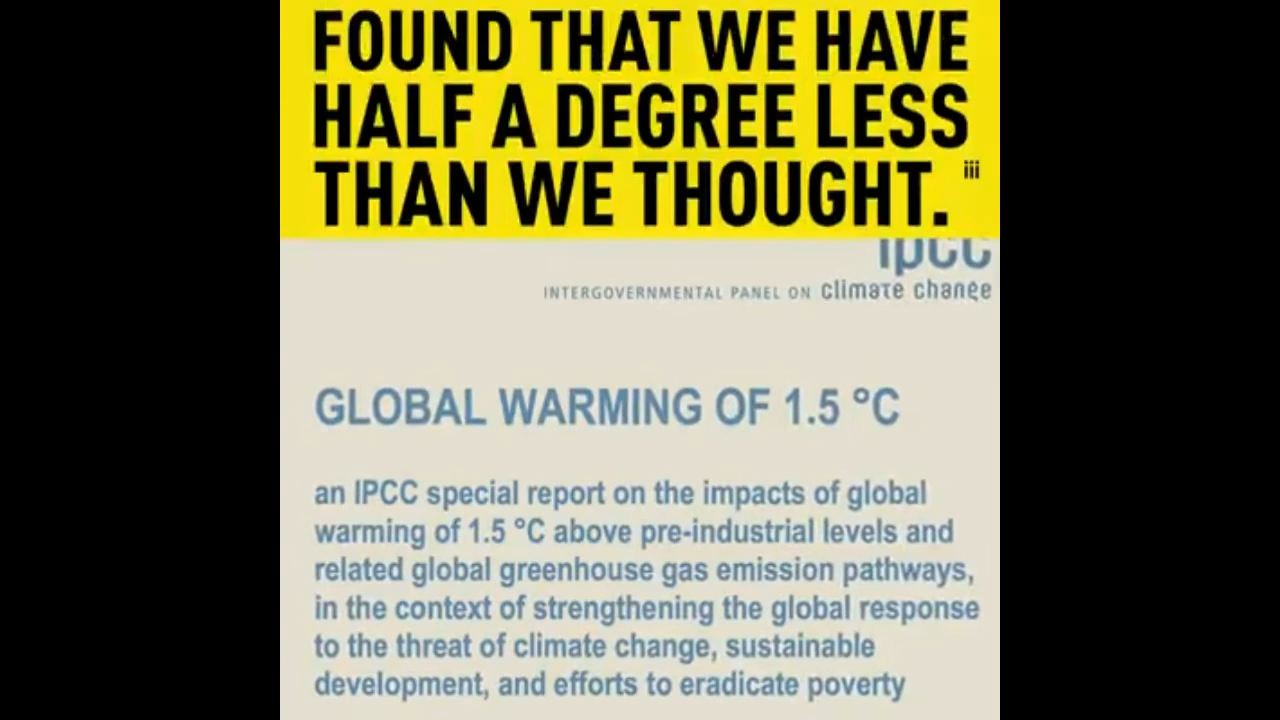 FOUND THAT WE HAVE
HALF A DEGREE LESS
THAN WE THOUGHT. iii
ipcc
INTERGOVERNMENTAL PANEL ON climate change
GLOBAL WARMING OF 1.5 °C
an IPCC special report on the impacts of global
warming of 1.5 °C above pre-industrial levels and
related global greenhouse gas emission pathways,
in the context of strengthening the global response
to the threat of climate change, sustainable
development, and efforts to eradicate poverty